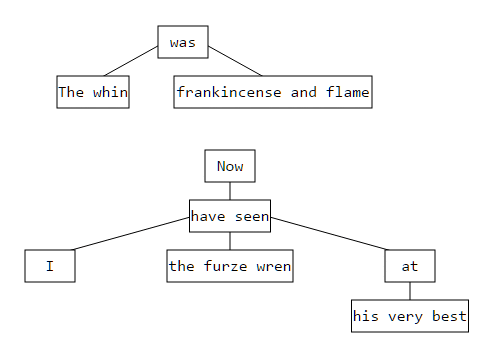 was
The whin
frankincense and flame
Now
have seen
I
the furze wren
at
his very best